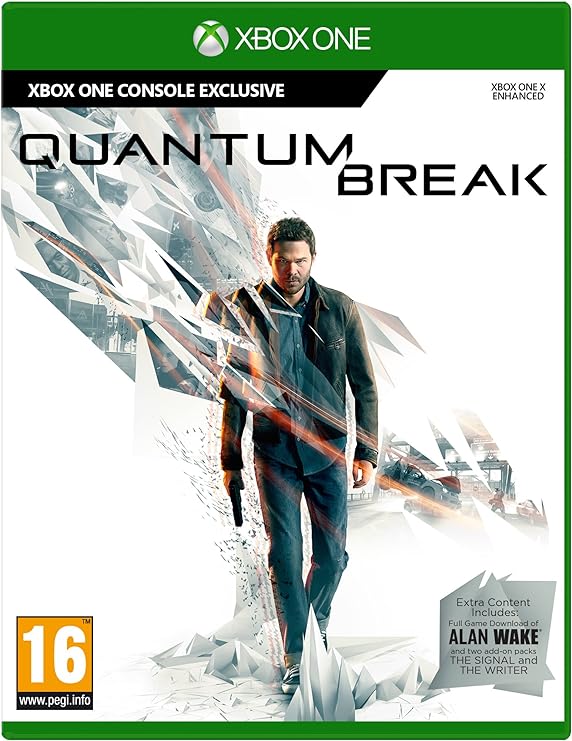 XBOX ONE
XBOX ONE CONSOLE EXCLUSIVE
XBOX ONE X
ENHANCED
QUANTUM
BREAK
Extra Content
Includes:
Full Game Download of
ALAN WAKE®
and two add-on packs
THE SIGNAL and
THE WRITER
16™
www.pegi.info